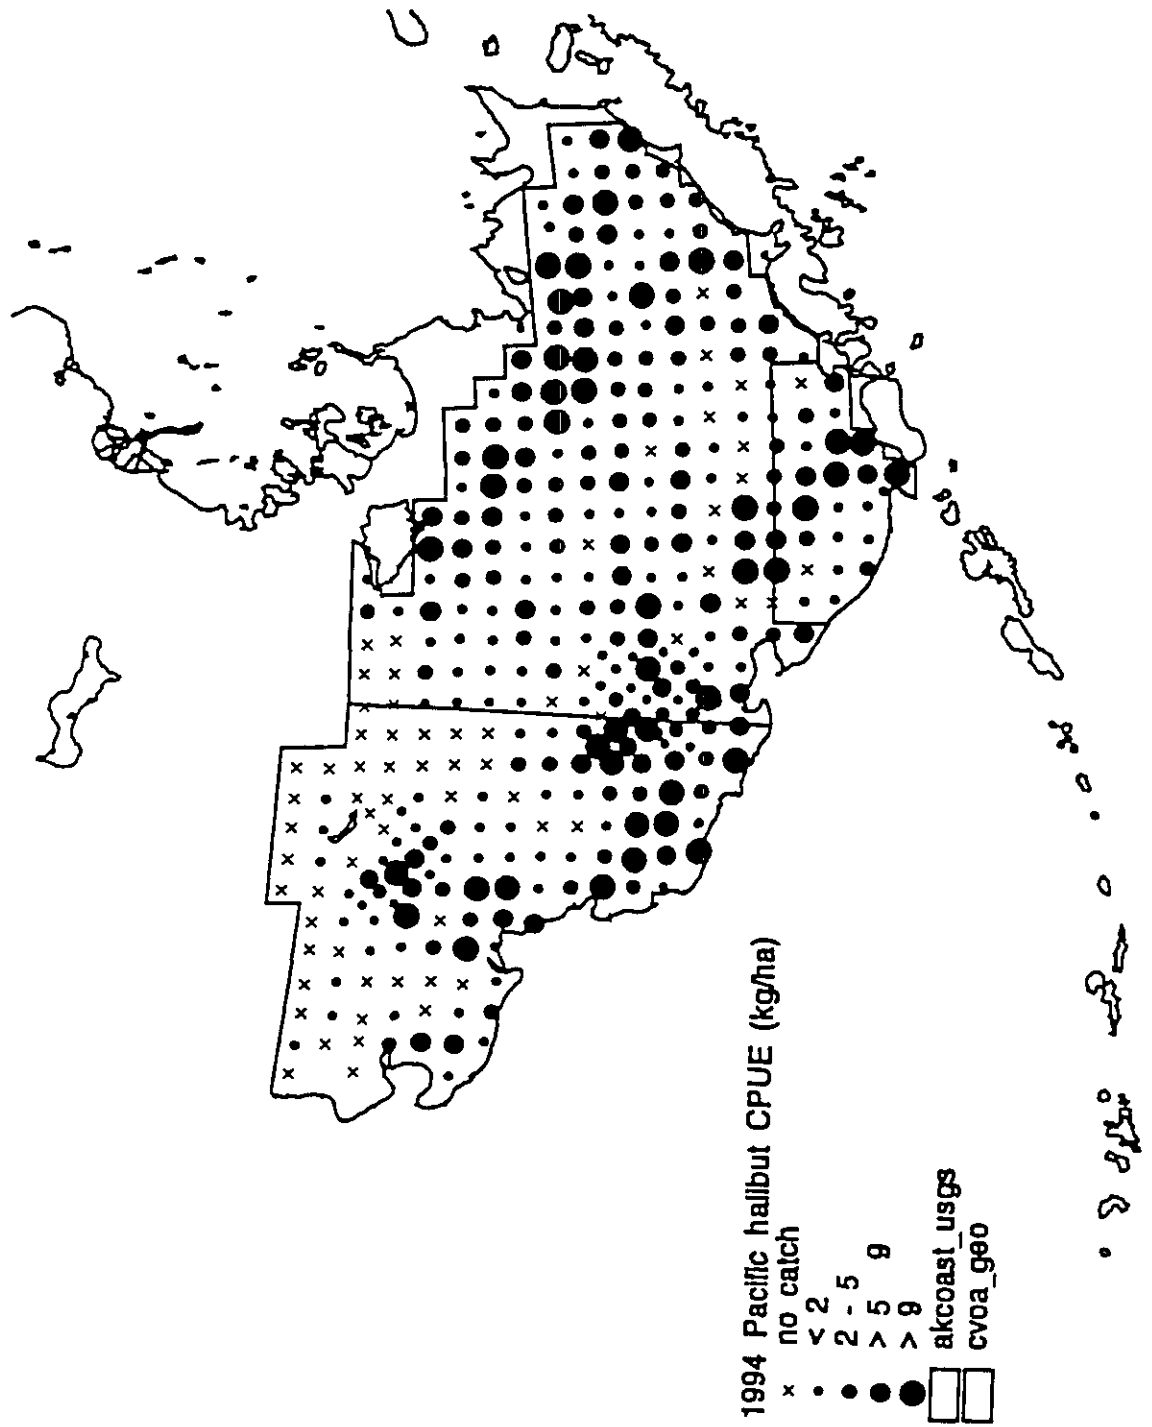 1994 Pacific halibut CPUE (kg/ha)
no catch
< 2
2 - 5
> 5 9
> 9
akcoast_usgs
cvoa_geo